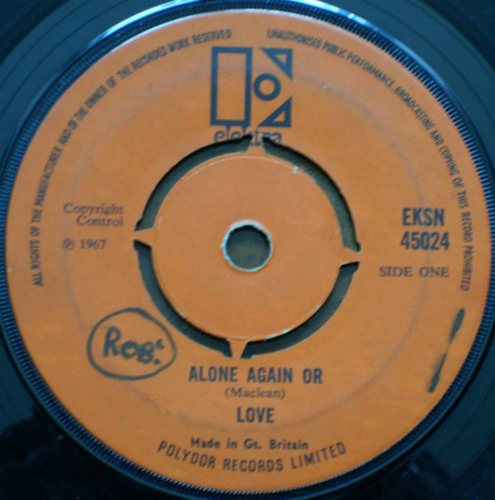 ALL RIGHTS OF THE MANUFACTURER AND OF THE OWNER OF THE RECORDED WORK RESERVED
UNAUTHORISED PUBLIC PERFORMANCE, BROADCASTING AND COPYING OF THIS RECORD PROHIBITED
elektra
Copyright
Control
℗ 1967
EKSN
45024
SIDE ONE
ROB.
ALONE AGAIN OR
(Maclean)
LOVE
Made in Gt. Britain
POLYDOR RECORDS LIMITED